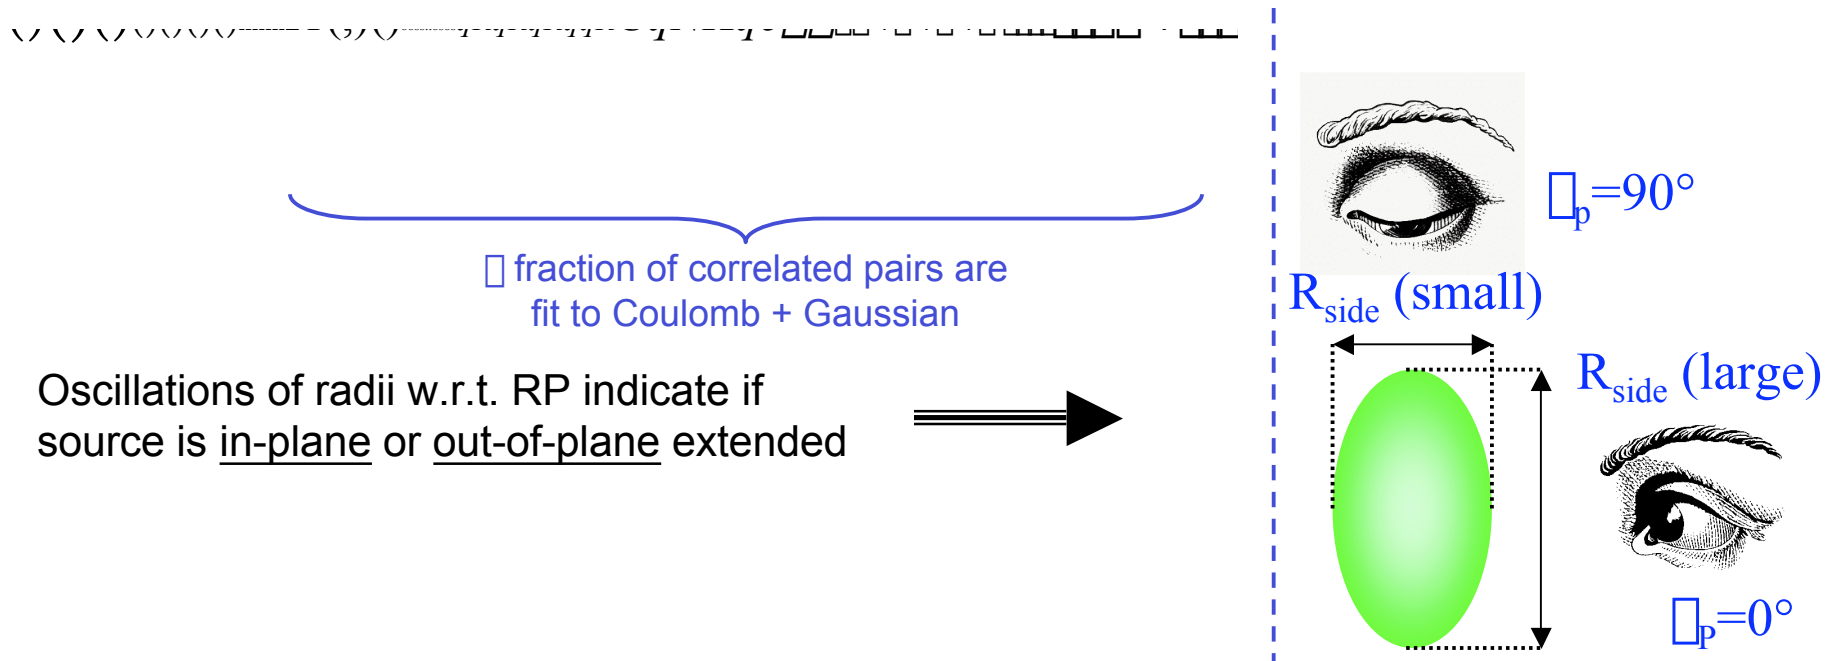 ▯ fraction of correlated pairs are
fit to Coulomb + Gaussian
Oscillations of radii w.r.t. RP indicate if
source is in-plane or out-of-plane extended
▯p=90°
Rside (small)
Rside (large)
▯P=0°